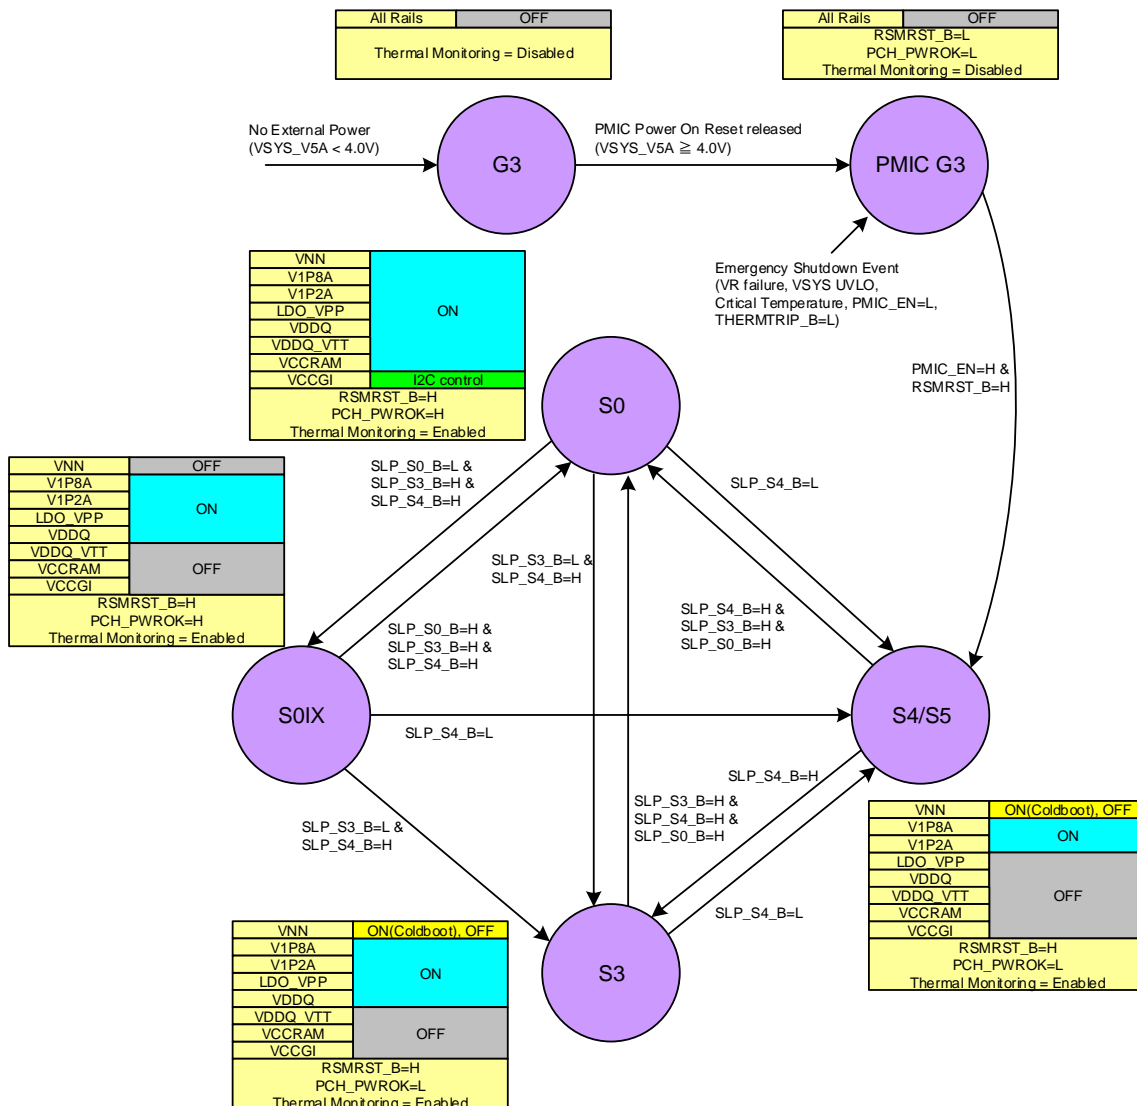 All Rails OFF
Thermal Monitoring = Disabled
All Rails OFF
RSMRST_B=L
PCH_PWROK=L
Thermal Monitoring = Disabled
No External Power
(VSYS_V5A < 4.0V)
G3
PMIC Power On Reset released
(VSYS_V5A ≧ 4.0V)
PMIC G3
Emergency Shutdown Event
(VR failure, VSYS UVLO,
Crtical Temperature, PMIC_EN=L,
THERMTRIP_B=L)
PMIC_EN=H &
RSMRST_B=H
VNN
V1P8A
V1P2A
LDO_VPP
VDDQ
VDDQ_VTT
VCCRAM
ON
VCCGI I2C control
RSMRST_B=H
PCH_PWROK=H
Thermal Monitoring = Enabled
S0
VNN OFF
V1P8A
V1P2A
LDO_VPP
VDDQ
ON
VDDQ_VTT
VCCRAM
VCCGI
OFF
RSMRST_B=H
PCH_PWROK=H
Thermal Monitoring = Enabled
SLP_S0_B=L &
SLP_S3_B=H &
SLP_S4_B=H
SLP_S4_B=L
SLP_S3_B=L &
SLP_S4_B=H
SLP_S0_B=H &
SLP_S3_B=H &
SLP_S4_B=H
SLP_S4_B=H &
SLP_S3_B=H &
SLP_S0_B=H
S0IX
SLP_S4_B=L
S4/S5
SLP_S3_B=L &
SLP_S4_B=H
SLP_S3_B=H &
SLP_S4_B=H &
SLP_S0_B=H
SLP_S4_B=H
SLP_S4_B=L
S3
VNN ON(Coldboot), OFF
V1P8A
V1P2A
ON
LDO_VPP
VDDQ
VDDQ_VTT
VCCRAM
VCCGI
OFF
RSMRST_B=H
PCH_PWROK=L
Thermal Monitoring = Enabled
VNN ON(Coldboot), OFF
V1P8A
V1P2A
LDO_VPP
VDDQ
ON
VDDQ_VTT
VCCRAM
VCCGI
OFF
RSMRST_B=H
PCH_PWROK=L
Thermal Monitoring = Enabled